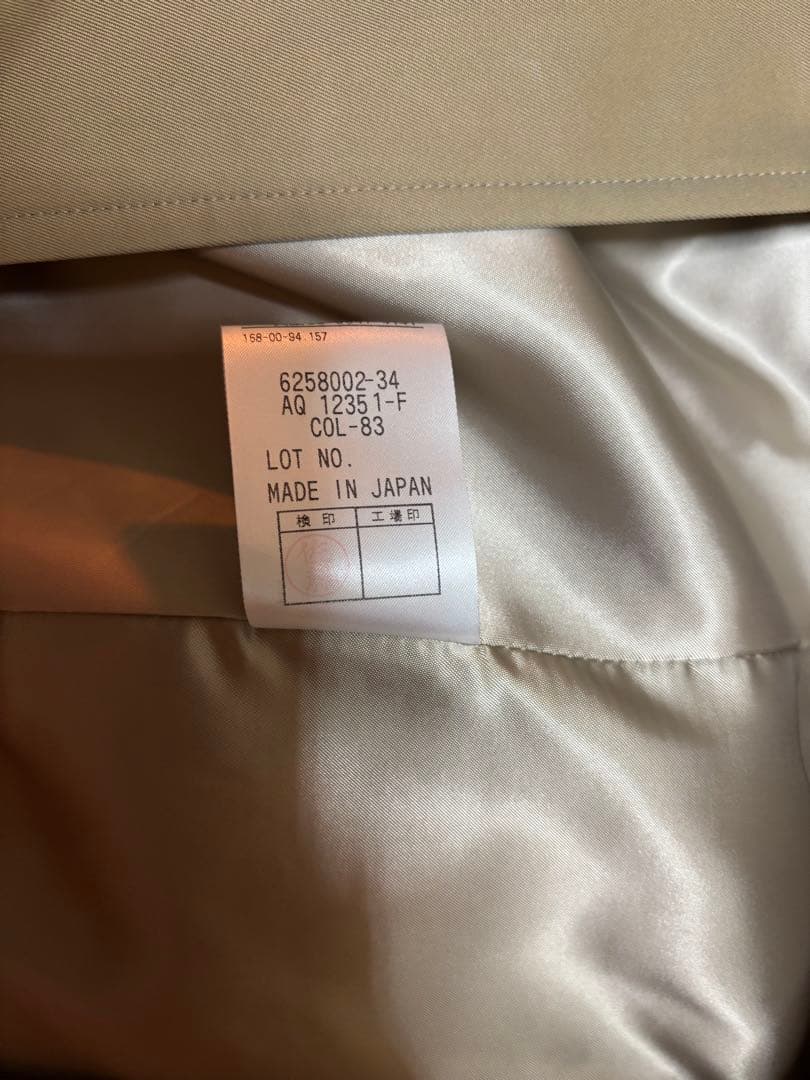 168-00-94.157
6258002-34
AQ 12351-F
COL-83
LOT NO.
MADE IN JAPAN
検印 工場印